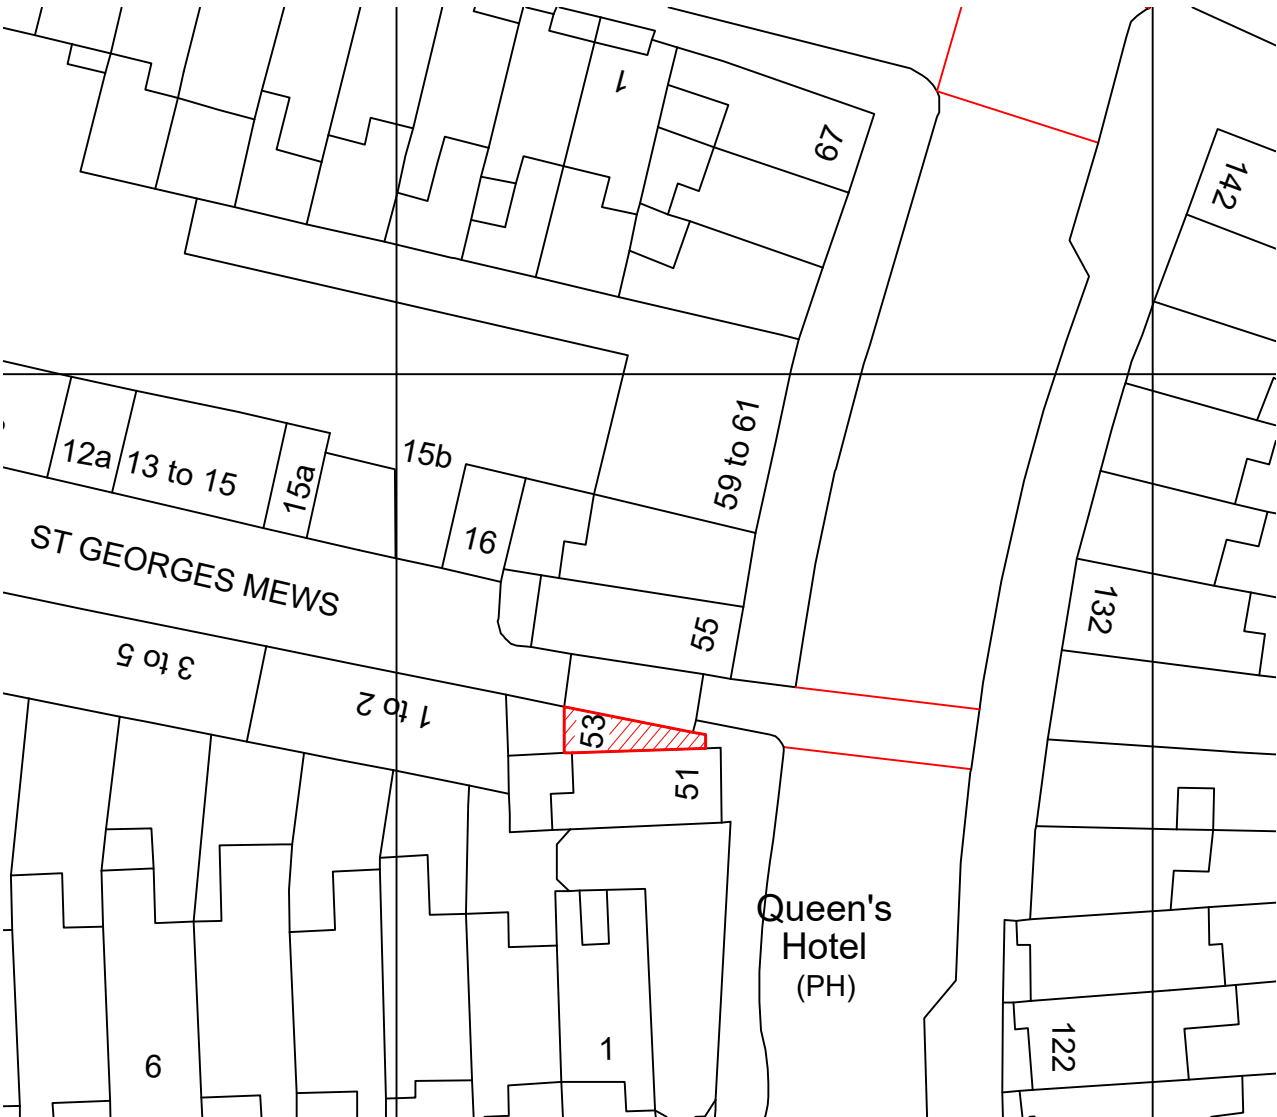 1
67
142
59 to 61
12a
13 to 15
15a
15b
16
ST GEORGES MEWS
132
55
3 to 5
1 to 2
53
51
Queen's
Hotel
(PH)
122
1
6